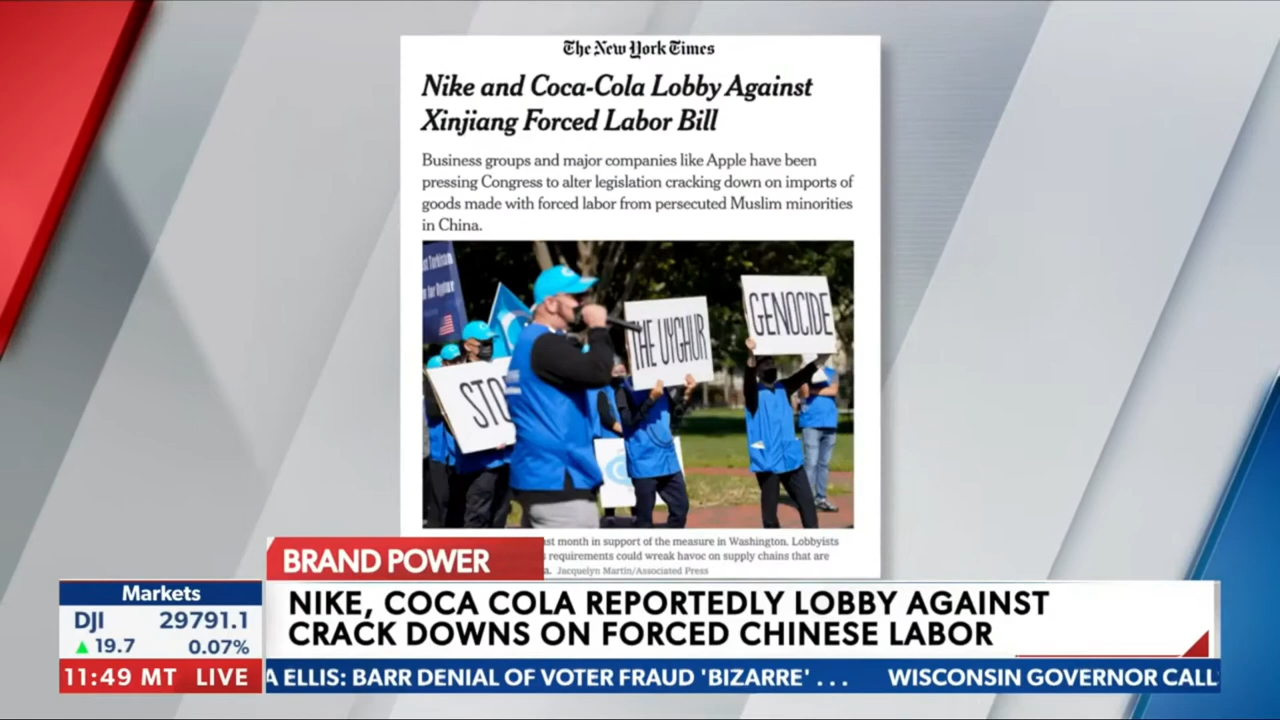 The New York Times
Nike and Coca-Cola Lobby Against
Xinjiang Forced Labor Bill
Business groups and major companies like Apple have been
pressing Congress to alter legislation cracking down on imports of
goods made with forced labor from persecuted Muslim minorities
in China.
STO
THE UYGHUR
GENOCIDE
ast month in support of the measure in Washington. Lobbyists
requirements could wreak havoc on supply chains that are
Jacquelyn Martin/Associated Press
BRAND POWER
NIKE, COCA COLA REPORTEDLY LOBBY AGAINST
CRACK DOWNS ON FORCED CHINESE LABOR
Markets
DJI 29791.1
▲ 19.7 0.07%
11:49 MT LIVE
A ELLIS: BARR DENIAL OF VOTER FRAUD 'BIZARRE' . . . WISCONSIN GOVERNOR CALL